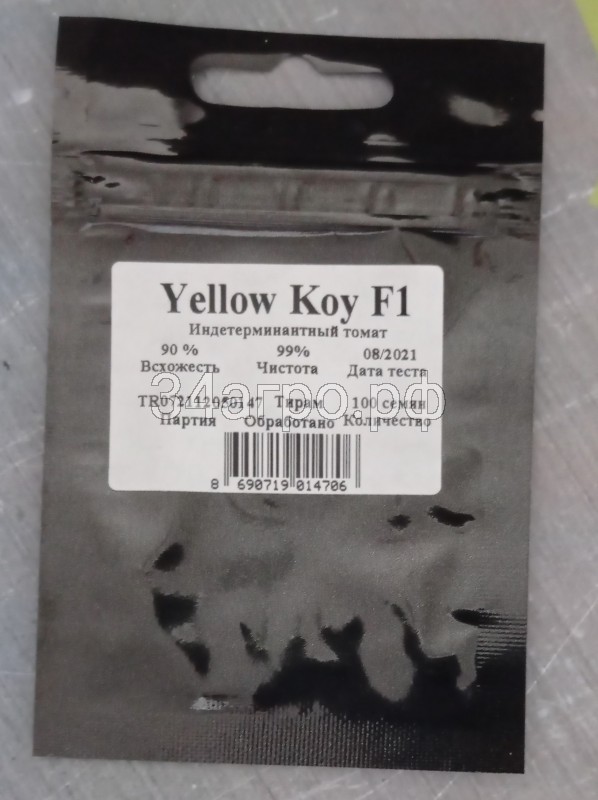 Yellow Koy F1
Индетерминантный томат
90 % 99% 08/2021
Всхожесть Чистота Дата теста
34агро.рф
Тирам 100 семян
Партия Обработано Количество
8 690719 014706